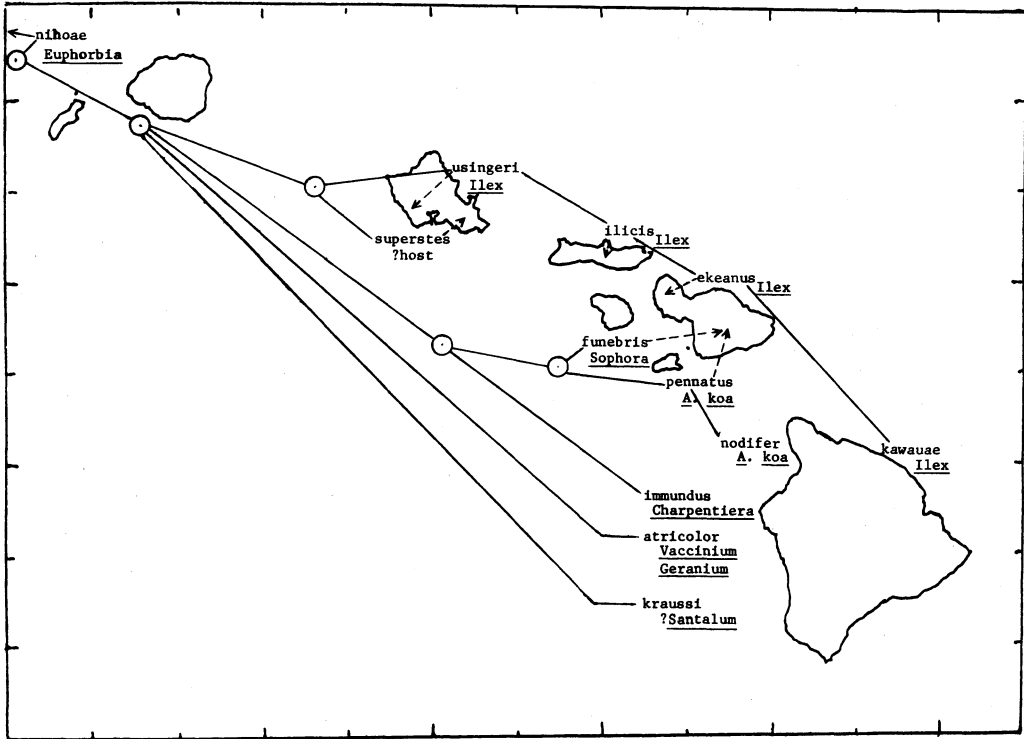 nihoae
Euphorbia
usingeri
Ilex
superstes
?host
ilicis
Ilex
ekeanus
Ilex
funebris
Sophora
pennatus
A. koa
nodifer
A. koa
kawauae
Ilex
immundus
Charpentiera
atricolor
Vaccinium
Geranium
kraussi
?Santalum